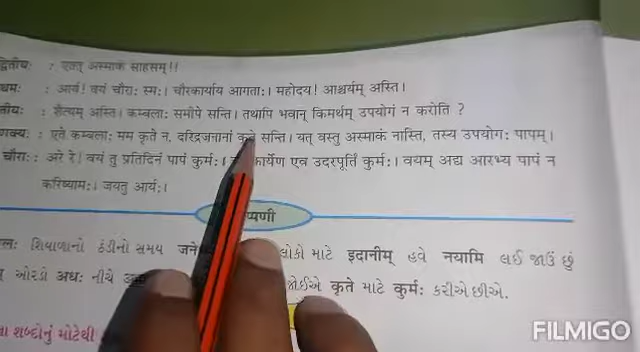 द्वितीयः : एतत् अस्माकं साहसम्!!
: आर्य! वयं चौराः स्मः। चौरकार्याय आगताः। महोदय! आश्चर्यम् अस्ति।
: शैत्यम् अस्ति। कम्बलाः समीपे सन्ति। तथापि भवान् किमर्थम् उपयोगं न करोति ?
: एते कम्बलाः मम कृते न, दरिद्रजनानां कृते सन्ति। यत् वस्तु अस्माकं नास्ति, तस्य उपयोगः पापम्।
चौराः : अरे रे! वयं तु प्रतिदिनं पापं कुर्मः। एव उदरपूर्तिं कुर्मः। वयम् अद्य आरभ्य पापं न
करिष्यामः। जयतु आर्यः।
શિયાળાનો ઠંડીનો સમય માટે इदानीम् હવે नयामि લઈ જાઉં છું
ઓરડો अधः નીચે જોઈએ कृते માટે कुर्मः કરીએ છીએ.
શબ્દોનું મોટેથી
FILMIGO